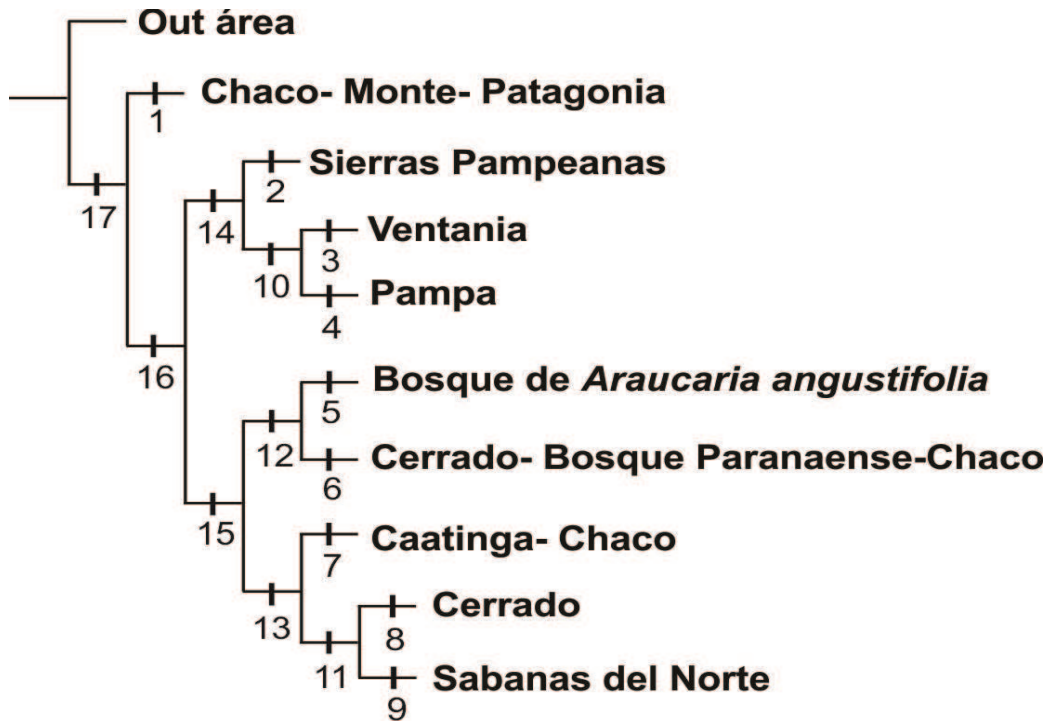 Out área
Chaco- Monte- Patagonia
1
Sierras Pampeanas
2
17
14
Ventania
3
10
Pampa
4
16
Bosque de Araucaria angustifolia
5
12
Cerrado- Bosque Paranaense-Chaco
6
15
Caatinga- Chaco
7
Cerrado
13
8
11
Sabanas del Norte
9